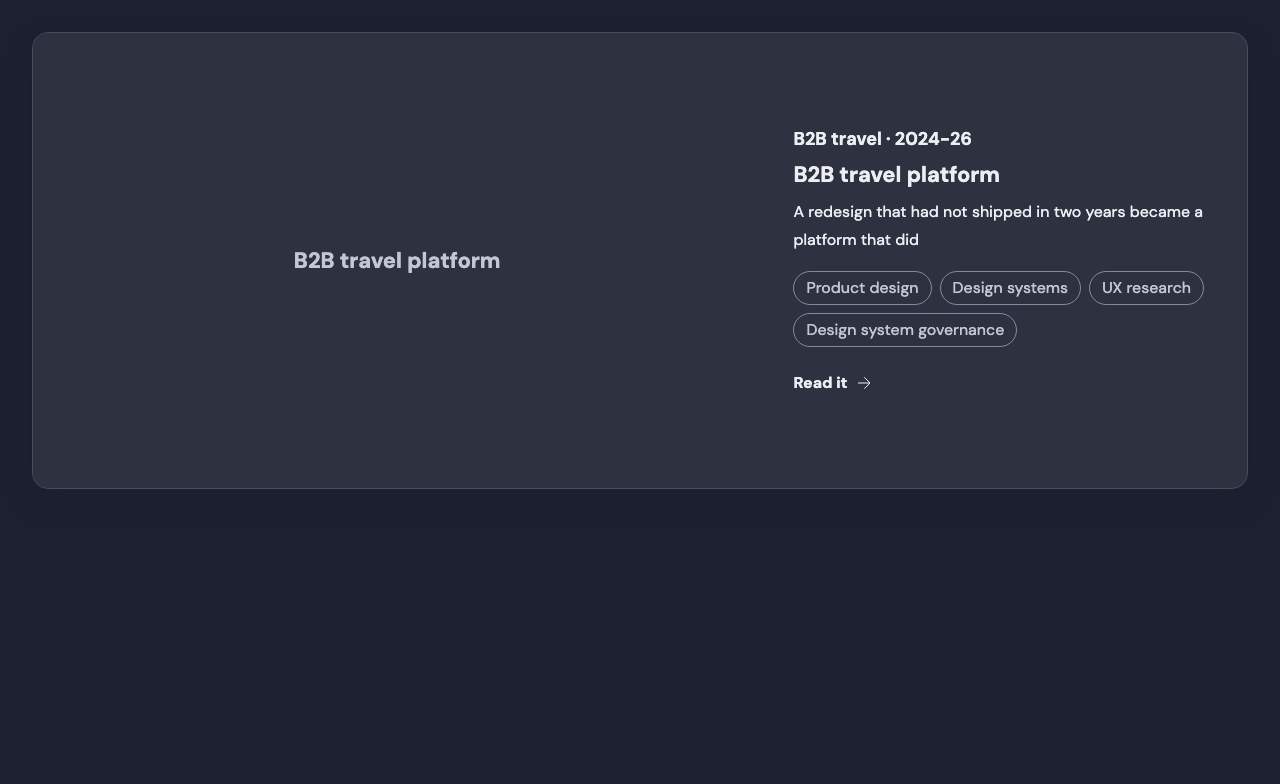 B2B travel platform
B2B travel · 2024–26
B2B travel platform
A redesign that had not shipped in two years became a
platform that did
Product design
Design systems
UX research
Design system governance
Read it →